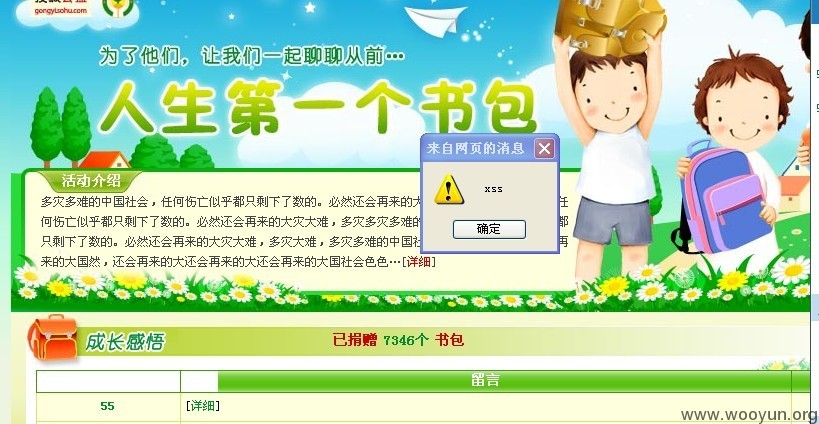 gongyi.sohu.com
为了他们，让我们一起聊聊从前…
人生第一个书包
来自网页的消息
xss
确定
活动介绍
多灾多难的中国社会，任何伤亡似乎都只剩下了数的。必然还会再来的大
何伤亡似乎都只剩下了数的。必然还会再来的大灾大难，多灾多灾多难的
只剩下了数的。必然还会再来的大灾大难，多灾大难，多灾多难的中国社
来的大国然，还会再来的大还会再来的大还会再来的大国社会色色…[详细]
成长感悟
已捐赠 7346个 书包
留言
55
[详细]
www.wooyun.org